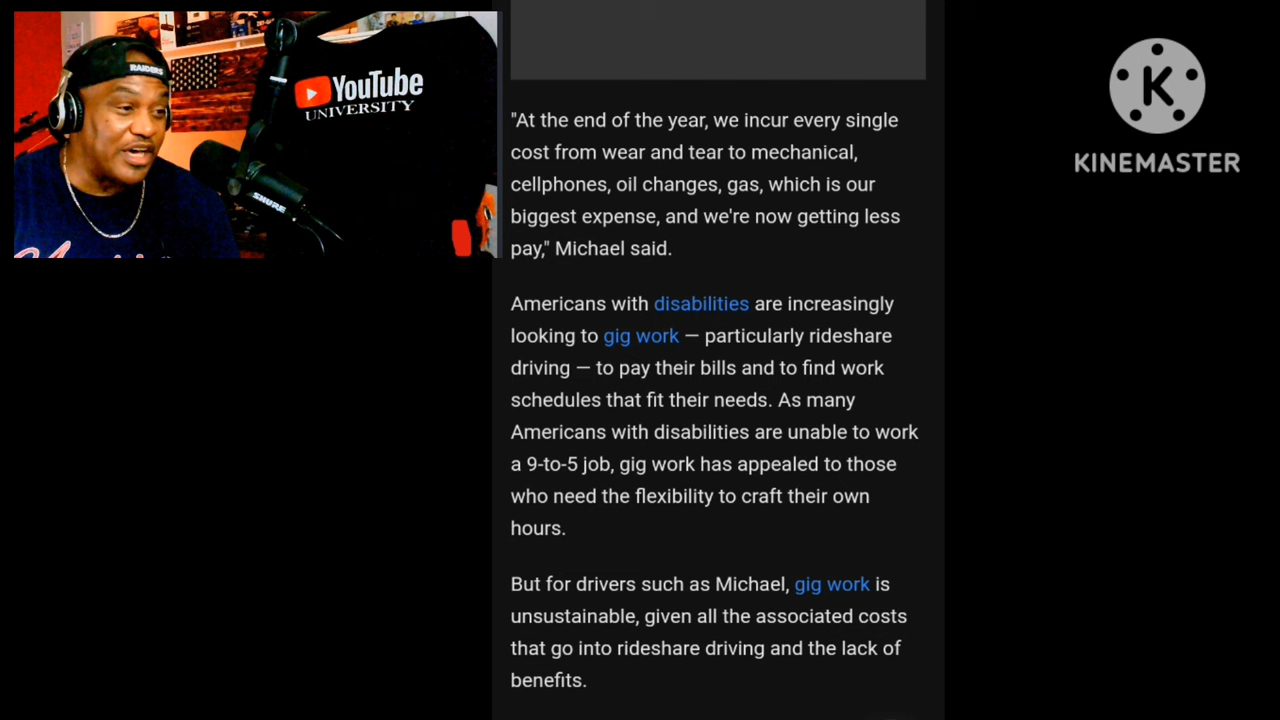 RAIDERS
YouTube
UNIVERSITY
SHURE
KINEMASTER
"At the end of the year, we incur every single
cost from wear and tear to mechanical,
cellphones, oil changes, gas, which is our
biggest expense, and we're now getting less
pay," Michael said.
Americans with disabilities are increasingly
looking to gig work — particularly rideshare
driving — to pay their bills and to find work
schedules that fit their needs. As many
Americans with disabilities are unable to work
a 9-to-5 job, gig work has appealed to those
who need the flexibility to craft their own
hours.
But for drivers such as Michael, gig work is
unsustainable, given all the associated costs
that go into rideshare driving and the lack of
benefits.